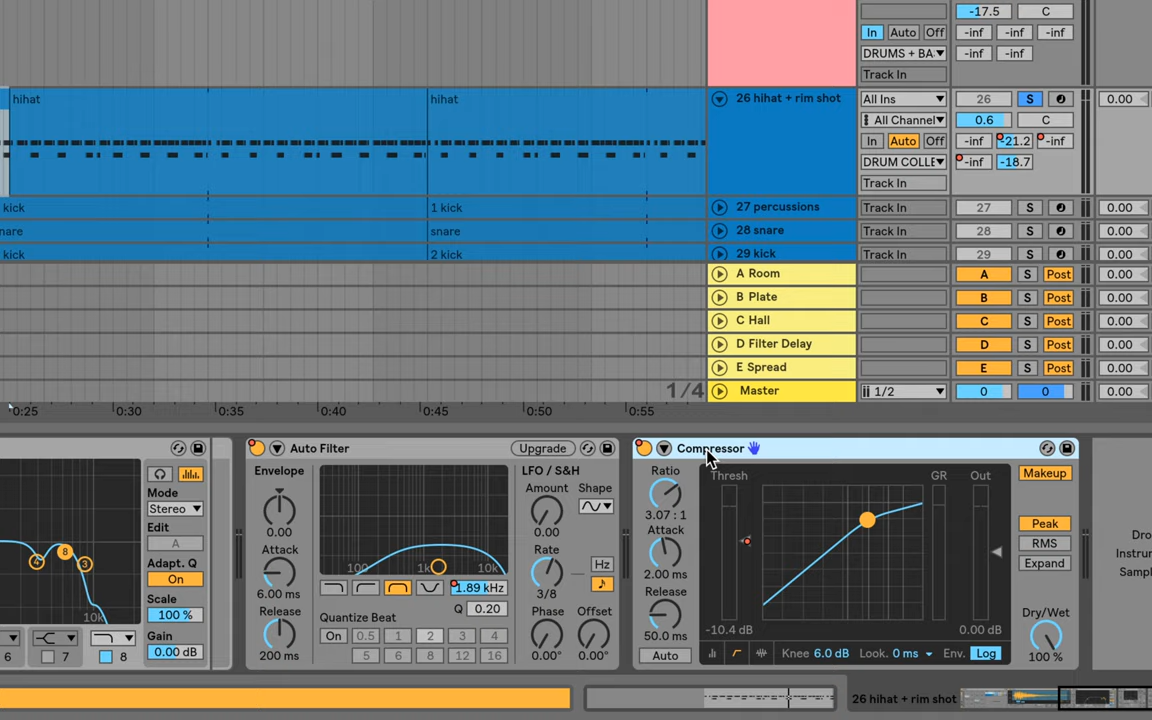 -17.5 C
In Auto Off -inf -inf -inf
DRUMS + BA -inf -inf
Track In
hihat hihat 26 hihat + rim shot All Ins 26 S 0.00
All Channel 0.6 C
In Auto Off -inf -21.2 -inf
DRUM COLLE -inf -18.7
Track In
kick 1 kick 27 percussions Track In 27 S 0.00
nare snare 28 snare Track In 28 S 0.00
kick 2 kick 29 kick Track In 29 S 0.00
A Room A S Post 0.00
B Plate B S Post 0.00
C Hall C S Post 0.00
D Filter Delay D S Post 0.00
E Spread E S Post 0.00
1/4 Master 1/2 0 0 0.00
0:25 0:30 0:35 0:40 0:45 0:50 0:55
Auto Filter Upgrade
Envelope
0.00
Attack
6.00 ms
Release
200 ms
100 1k 10k
1.89 kHz
Q 0.20
Quantize Beat
On 0.5 1 2 3 4
5 6 8 12 16
LFO / S&H
Amount Shape
0.00
Rate Hz
3/8
Phase Offset
0.00° 0.00°
Mode
Stereo
Edit
A
Adapt. Q
On
Scale
100 %
Gain
0.00 dB
4 8 3
10k
6 7 8
Compressor
Ratio
3.07 : 1
Attack
2.00 ms
Release
50.0 ms
Auto
Thresh GR Out
-10.4 dB 0.00 dB
Knee 6.0 dB Look. 0 ms Env. Log
Makeup
Peak
RMS
Expand
Dry/Wet
100 %
Dro
Instrum
Sampl
26 hihat + rim shot